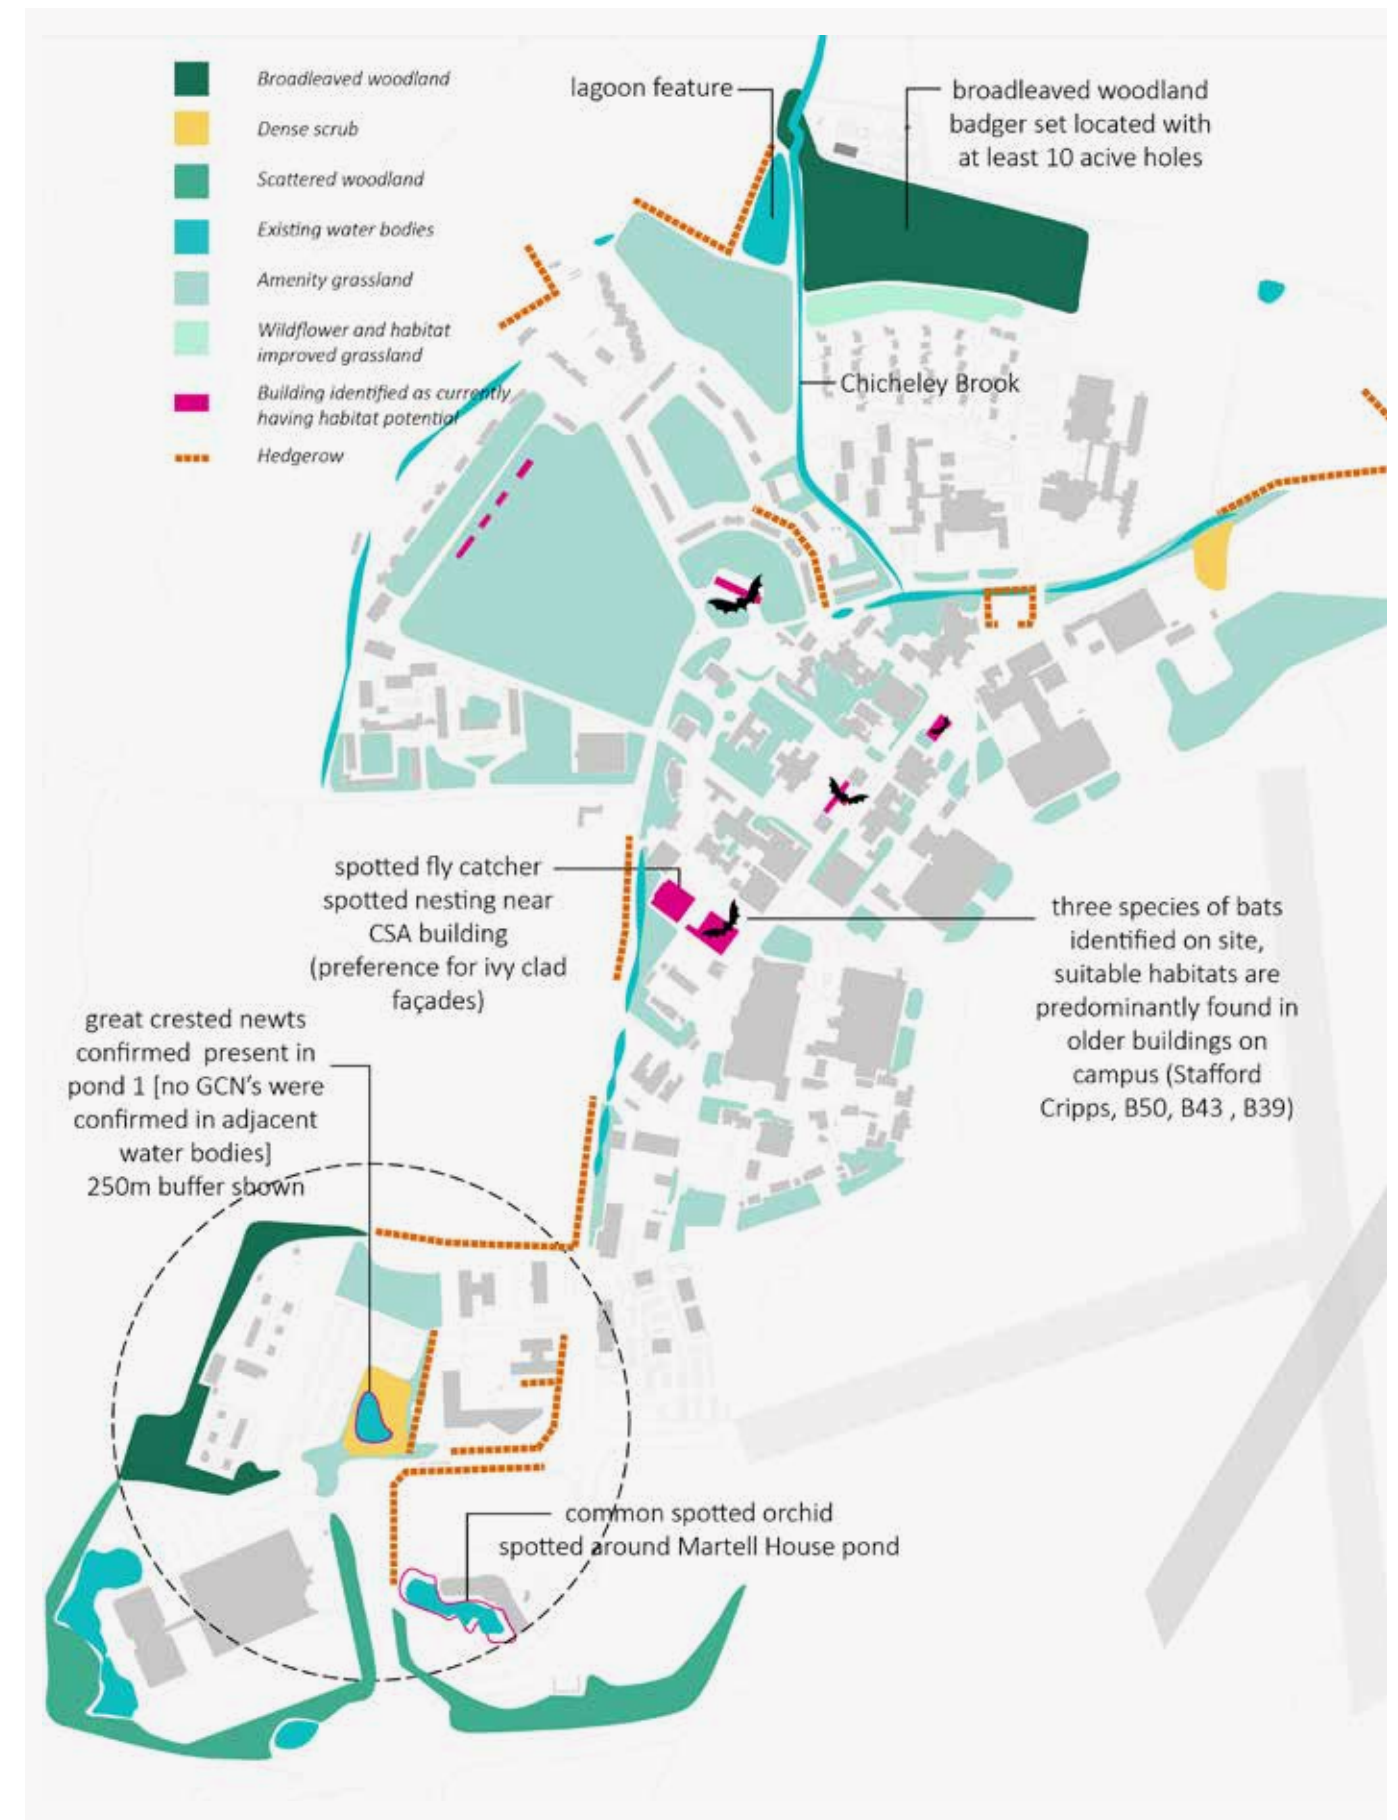 Broadleaved woodland
Dense scrub
Scattered woodland
Existing water bodies
Amenity grassland
Wildflower and habitat
improved grassland
Building identified as currently
having habitat potential
Hedgerow
lagoon feature
broadleaved woodland
badger set located with
at least 10 acive holes
Chicheley Brook
spotted fly catcher
spotted nesting near
CSA building
(preference for ivy clad
façades)
three species of bats
identified on site,
suitable habitats are
predominantly found in
older buildings on
campus (Stafford
Cripps, B50, B43 , B39)
great crested newts
confirmed present in
pond 1 [no GCN's were
confirmed in adjacent
water bodies]
250m buffer shown
common spotted orchid
spotted around Martell House pond